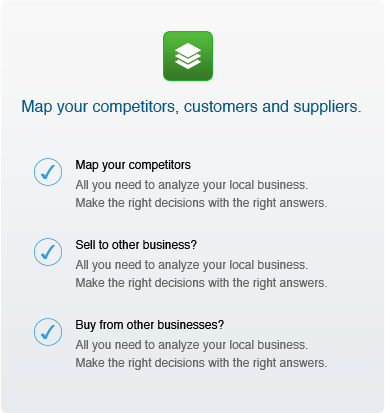 Map your competitors, customers and suppliers.
Map your competitors
All you need to analyze your local business.
Make the right decisions with the right answers.
Sell to other business?
All you need to analyze your local business.
Make the right decisions with the right answers.
Buy from other businesses?
All you need to analyze your local business.
Make the right decisions with the right answers.